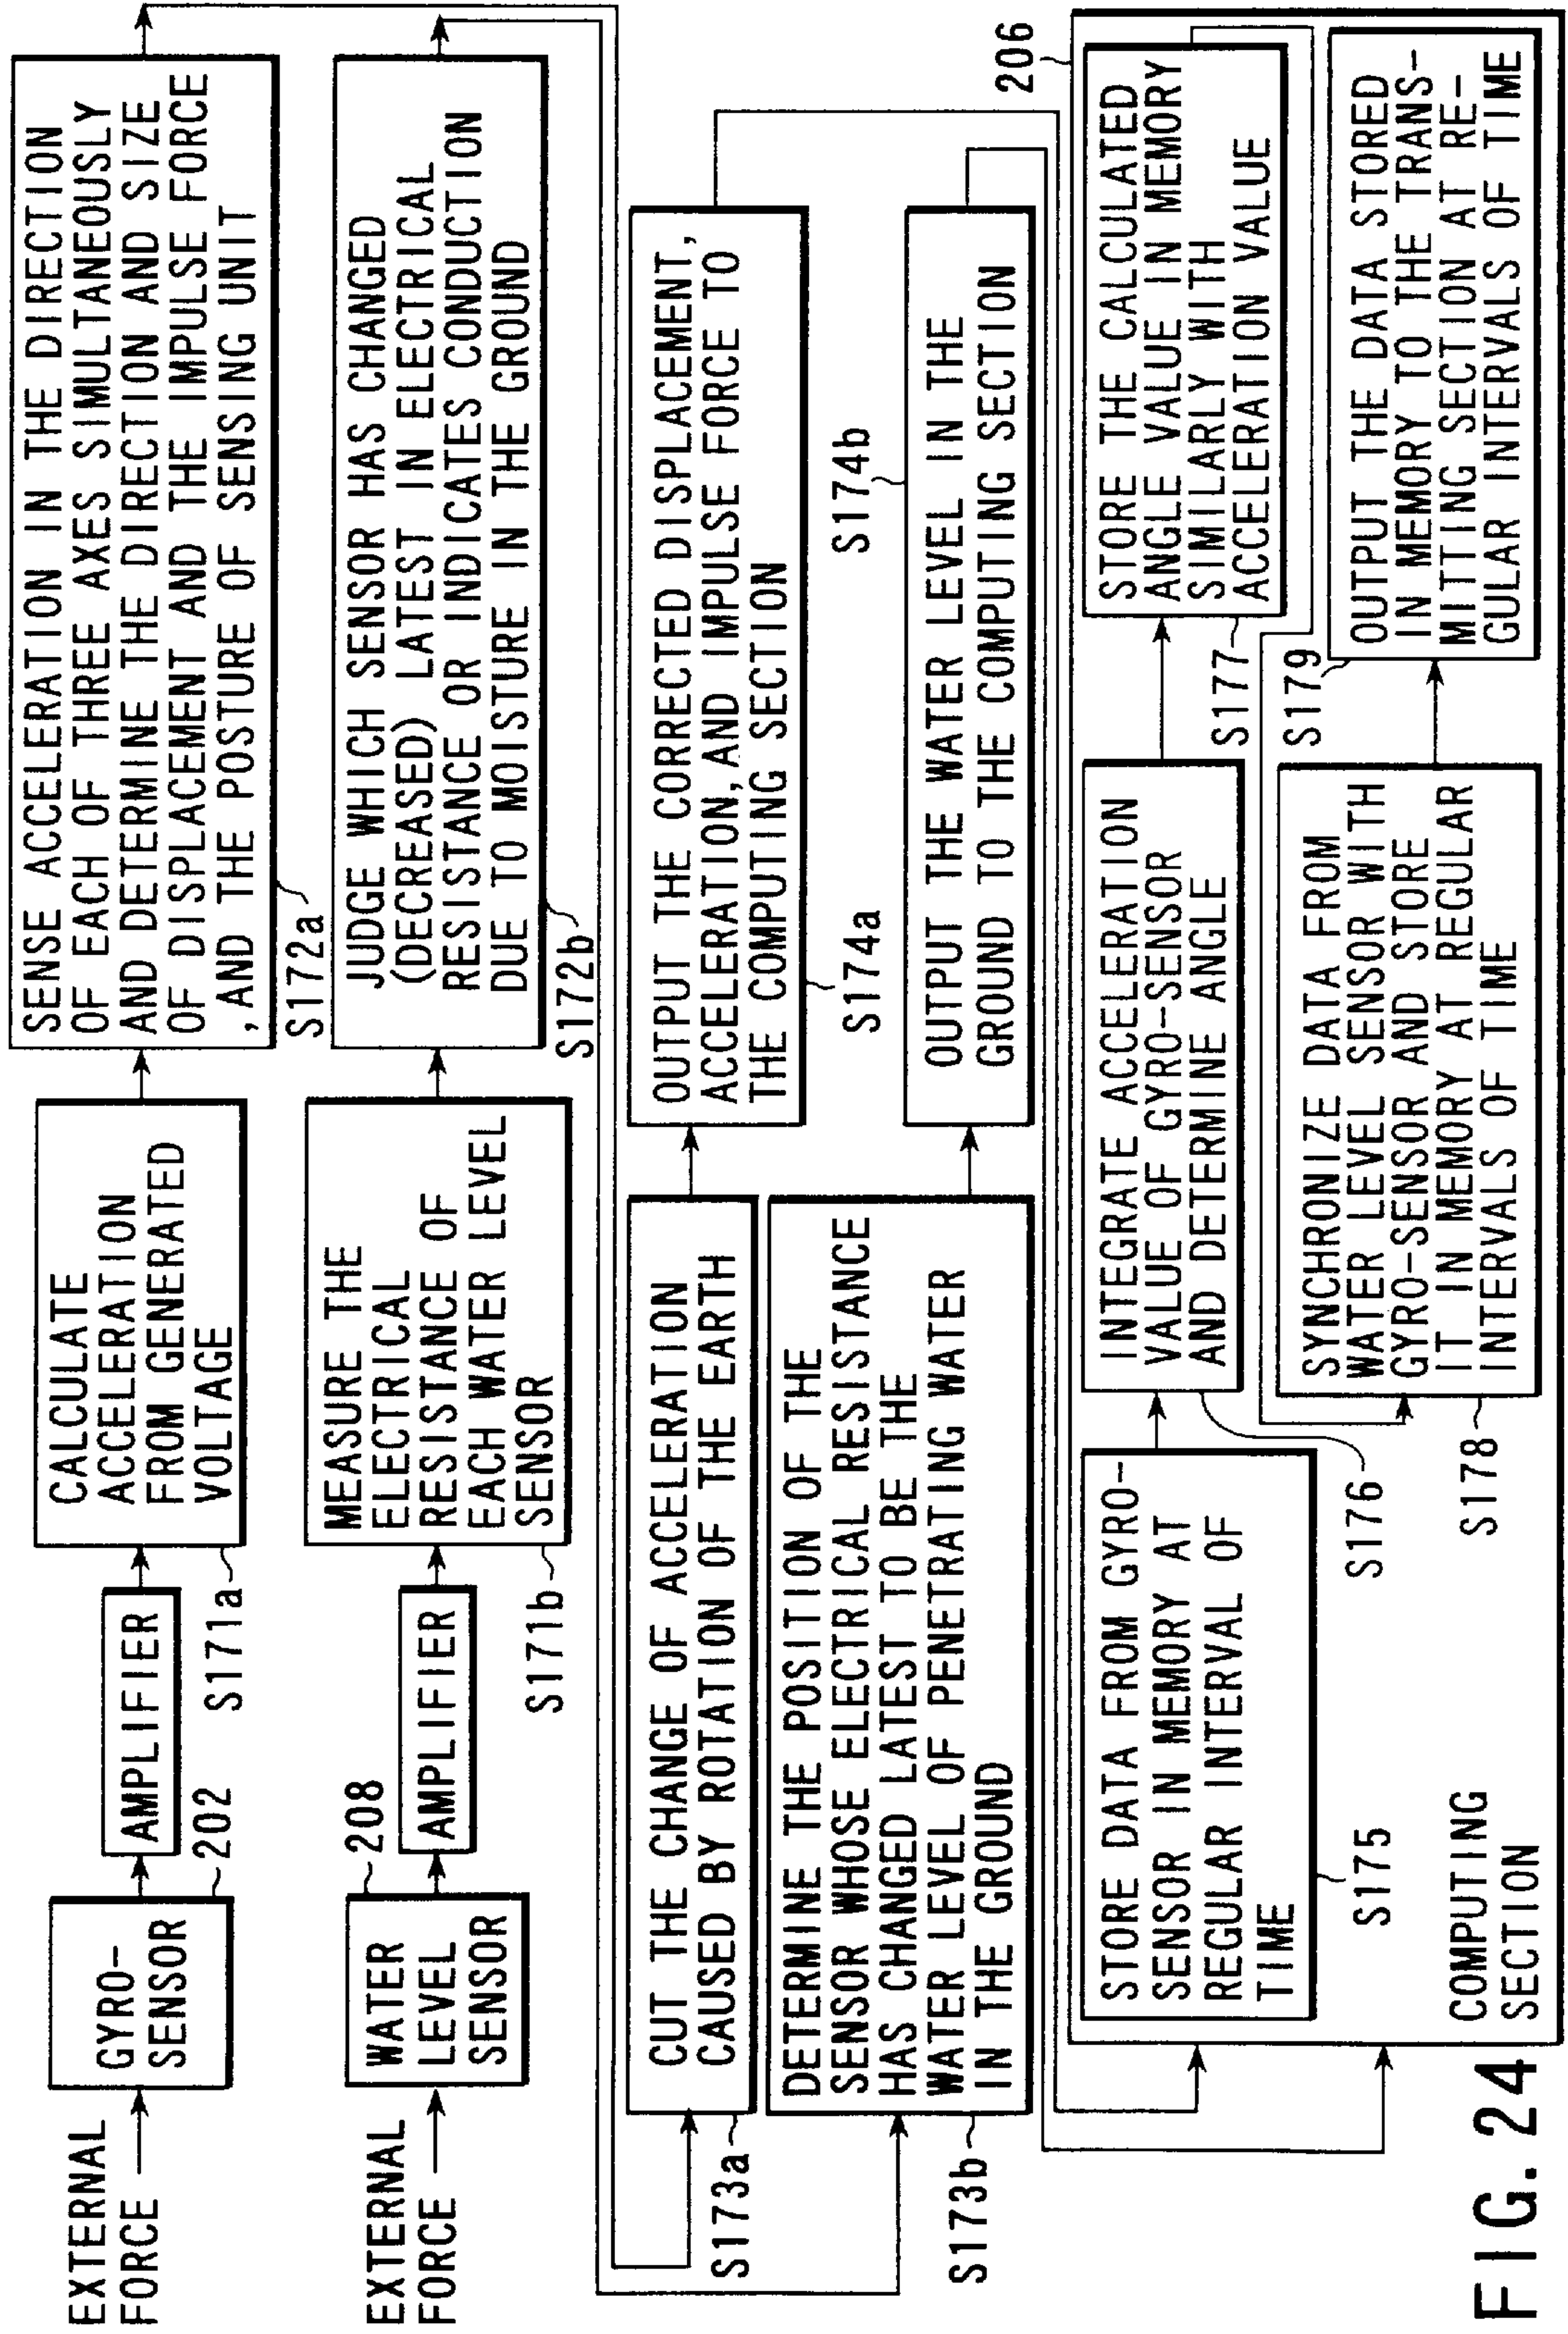 EXTERNAL
FORCE
GYRO-
SENSOR
202
AMPLIFIER
CALCULATE
ACCELERATION
FROM GENERATED
VOLTAGE
S171a
SENSE ACCELERATION IN THE DIRECTION
OF EACH OF THREE AXES SIMULTANEOUSLY
AND DETERMINE THE DIRECTION AND SIZE
OF DISPLACEMENT AND THE IMPULSE FORCE
,AND THE POSTURE OF SENSING UNIT
S172a
EXTERNAL
FORCE
WATER
LEVEL
SENSOR
208
AMPLIFIER
MEASURE THE
ELECTRICAL
RESISTANCE OF
EACH WATER LEVEL
SENSOR
S171b
JUDGE WHICH SENSOR HAS CHANGED
(DECREASED) LATEST IN ELECTRICAL
RESISTANCE OR INDICATES CONDUCTION
DUE TO MOISTURE IN THE GROUND
S172b
CUT THE CHANGE OF ACCELERATION
CAUSED BY ROTATION OF THE EARTH
S173a
OUTPUT THE CORRECTED DISPLACEMENT,
ACCELERATION,AND IMPULSE FORCE TO
THE COMPUTING SECTION
S174a
DETERMINE THE POSITION OF THE
SENSOR WHOSE ELECTRICAL RESISTANCE
HAS CHANGED LATEST TO BE THE
WATER LEVEL OF PENETRATING WATER
IN THE GROUND
S173b
OUTPUT THE WATER LEVEL IN THE
GROUND TO THE COMPUTING SECTION
S174b
206
STORE DATA FROM GYRO-
SENSOR IN MEMORY AT
REGULAR INTERVAL OF
TIME
S175
INTEGRATE ACCELERATION
VALUE OF GYRO-SENSOR
AND DETERMINE ANGLE
S176
STORE THE CALCULATED
ANGLE VALUE IN MEMORY
SIMILARLY WITH
ACCELERATION VALUE
S177
SYNCHRONIZE DATA FROM
WATER LEVEL SENSOR WITH
GYRO-SENSOR AND STORE
IT IN MEMORY AT REGULAR
INTERVALS OF TIME
S178
OUTPUT THE DATA STORED
IN MEMORY TO THE TRANS-
MITTING SECTION AT RE-
GULAR INTERVALS OF TIME
S179
COMPUTING
SECTION
FIG. 24